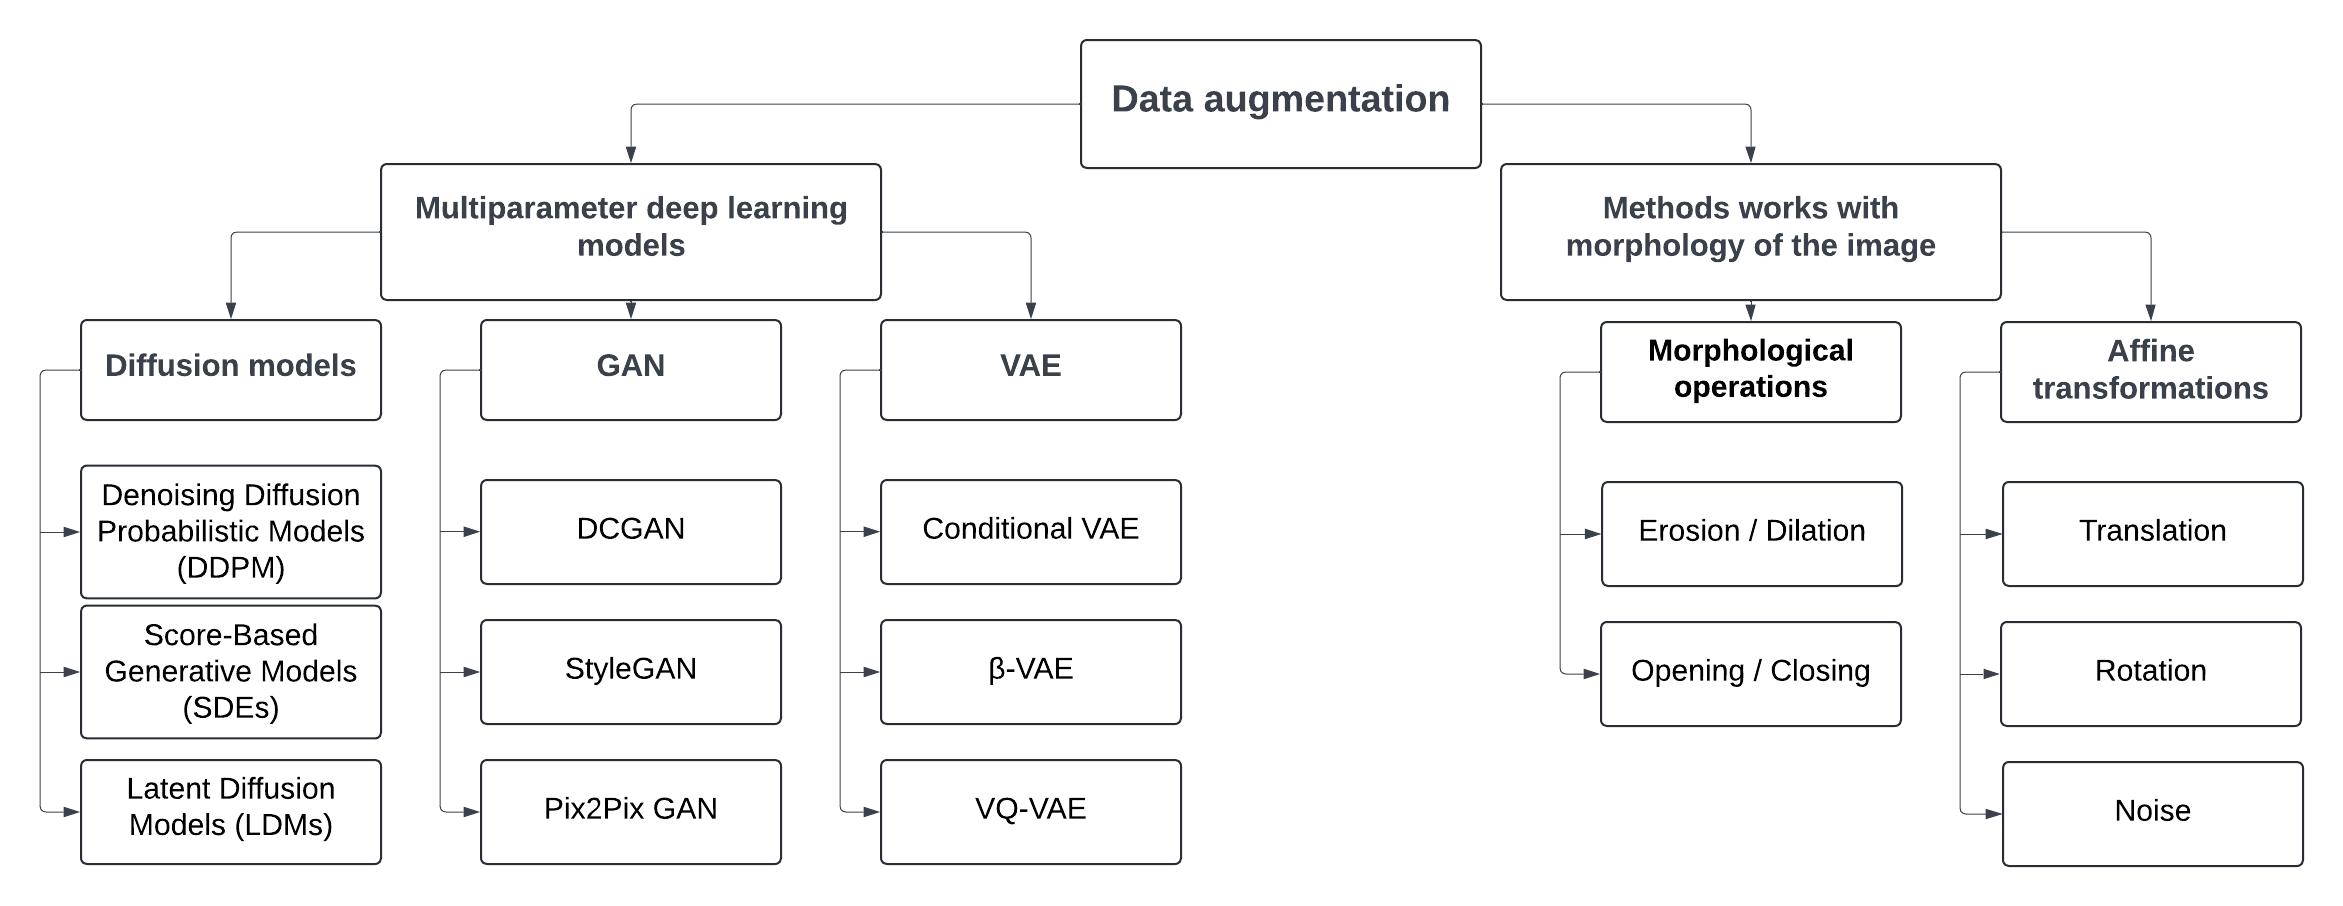 Data augmentation
Multiparameter deep learning
models
Methods works with
morphology of the image
Diffusion models
GAN
VAE
Morphological
operations
Affine
transformations
Denoising Diffusion
Probabilistic Models
(DDPM)
DCGAN
Conditional VAE
Erosion / Dilation
Translation
Score-Based
Generative Models
(SDEs)
StyleGAN
β-VAE
Opening / Closing
Rotation
Latent Diffusion
Models (LDMs)
Pix2Pix GAN
VQ-VAE
Noise